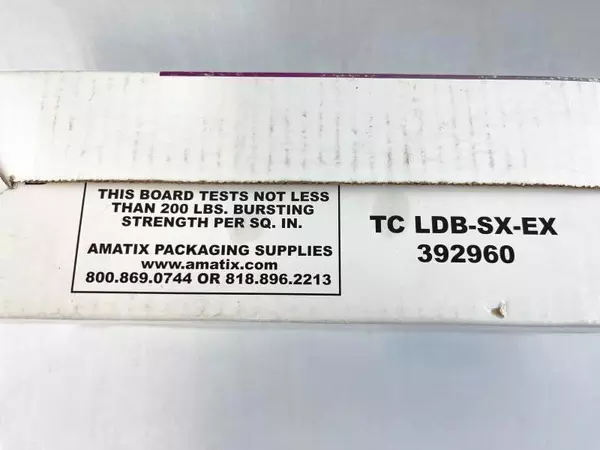 THIS BOARD TESTS NOT LESS
THAN 200 LBS. BURSTING
STRENGTH PER SQ. IN.
AMATIX PACKAGING SUPPLIES
www.amatix.com
800.869.0744 OR 818.896.2213
TC LDB-SX-EX
392960